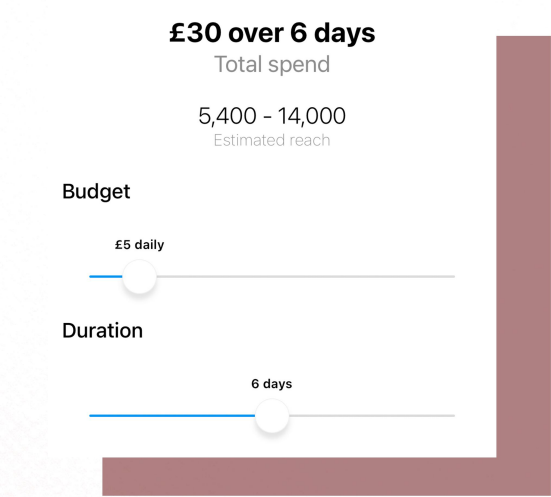 £30 over 6 days
Total spend
5,400 - 14,000
Estimated reach
Budget
£5 daily
Duration
6 days